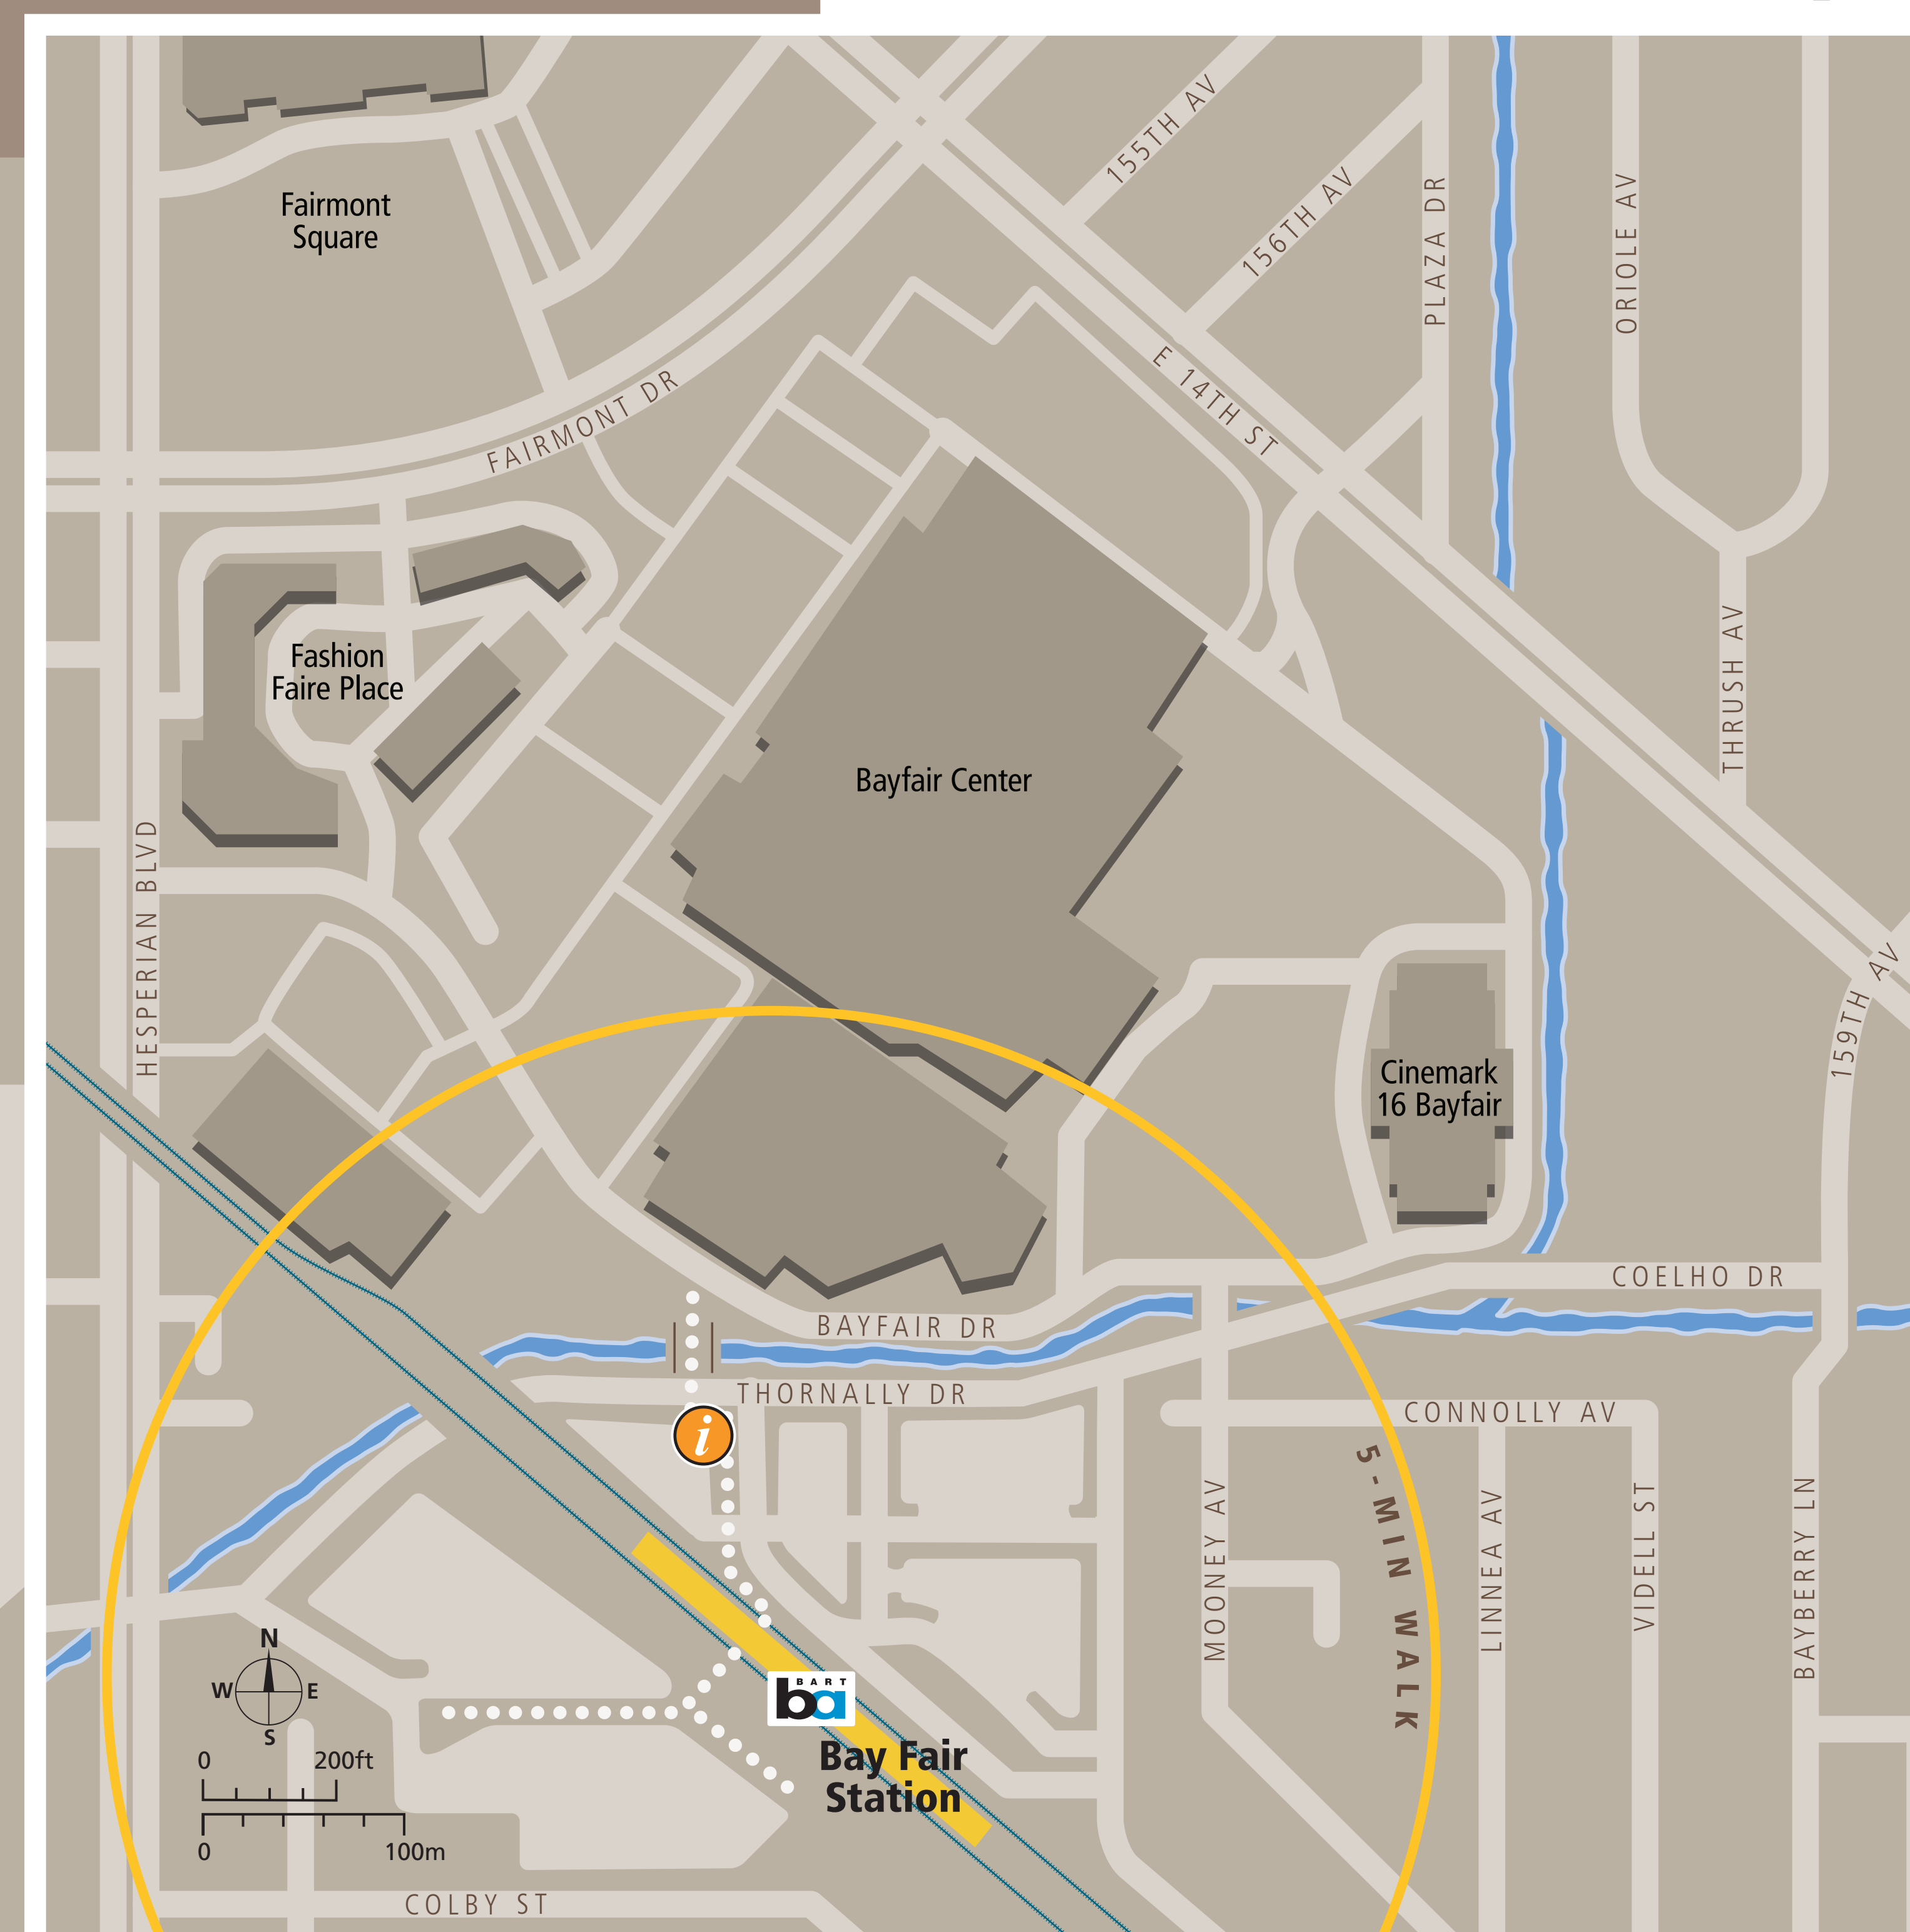 155TH AV
156TH AV
PLAZA DR
ORIOLE AV
Fairmont
Square
E 14TH ST
FAIRMONT DR
THRUSH AV
Fashion
Faire Place
Bayfair Center
HESPERIAN BLVD
159TH AV
Cinemark
16 Bayfair
COELHO DR
BAYFAIR DR
THORNALLY DR
CONNOLLY AV
i
5-MIN WALK
MOONEY AV
LINNEA AV
VIDELL ST
BAYBERRY LN
N
W E
S
BART
ba
Bay Fair
Station
0 200ft
0 100m
COLBY ST